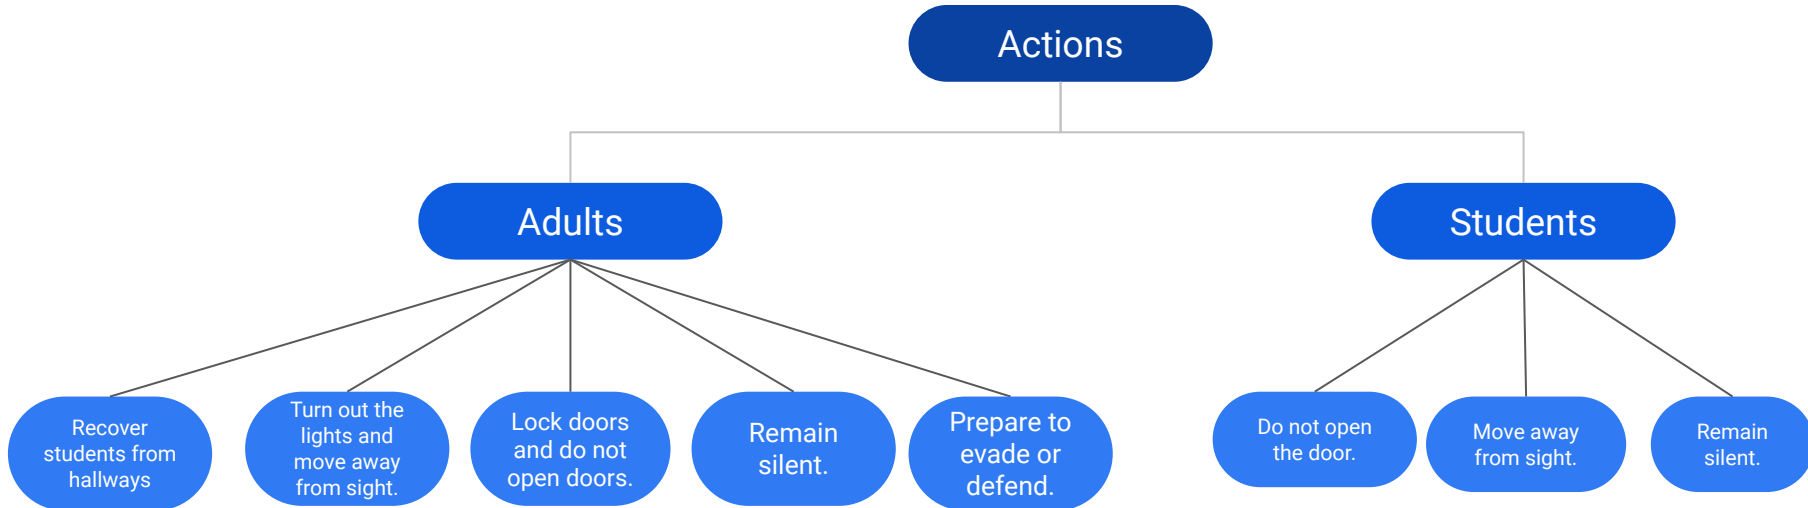 Actions
Adults
Students
Recover
students from
hallways
Turn out the
lights and
move away
from sight.
Lock doors
and do not
open doors.
Remain
silent.
Prepare to
evade or
defend.
Do not open
the door.
Move away
from sight.
Remain
silent.